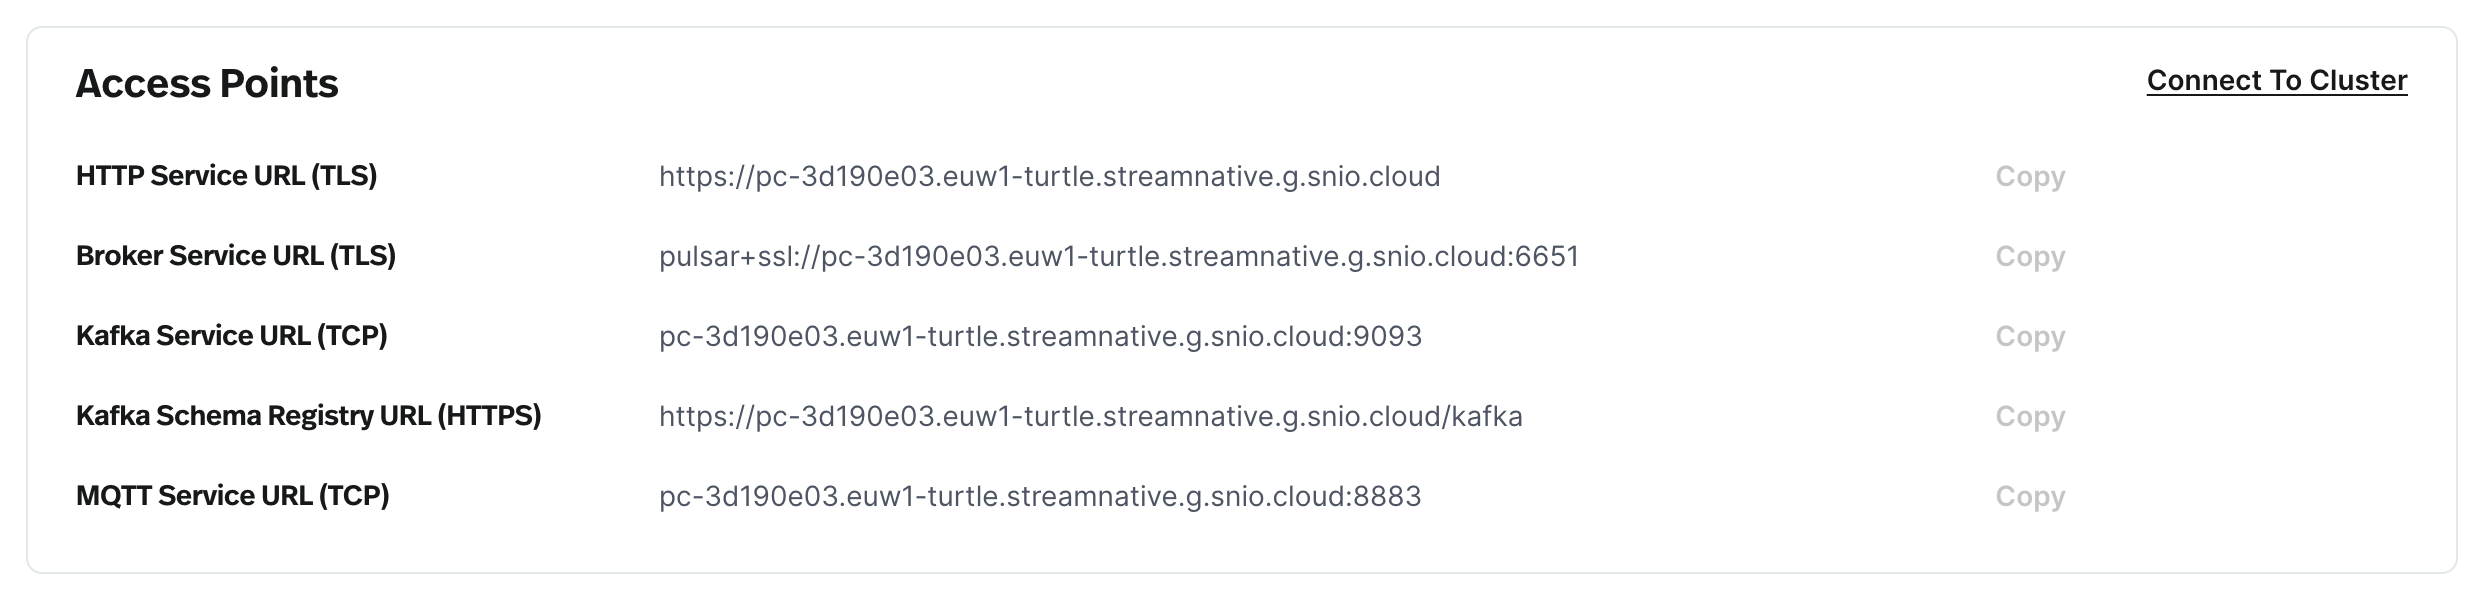 Access Points
Connect To Cluster
HTTP Service URL (TLS) https://pc-3d190e03.euw1-turtle.streamnative.g.snio.cloud Copy
Broker Service URL (TLS) pulsar+ssl://pc-3d190e03.euw1-turtle.streamnative.g.snio.cloud:6651 Copy
Kafka Service URL (TCP) pc-3d190e03.euw1-turtle.streamnative.g.snio.cloud:9093 Copy
Kafka Schema Registry URL (HTTPS) https://pc-3d190e03.euw1-turtle.streamnative.g.snio.cloud/kafka Copy
MQTT Service URL (TCP) pc-3d190e03.euw1-turtle.streamnative.g.snio.cloud:8883 Copy